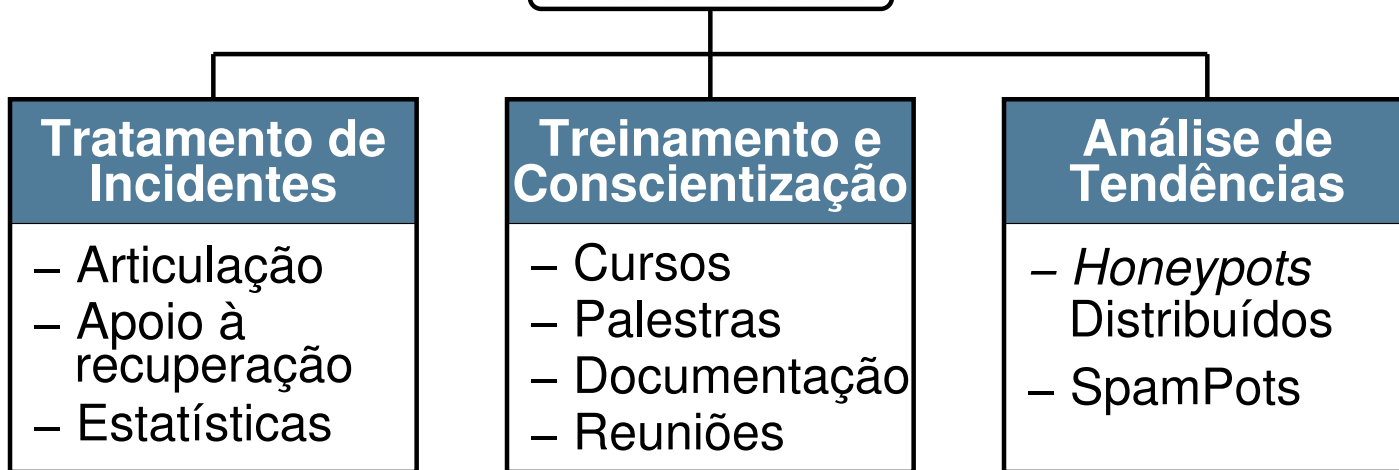 Tratamento de
Incidentes
– Articulação
– Apoio à
recuperação
– Estatísticas
Treinamento e
Conscientização
– Cursos
– Palestras
– Documentação
– Reuniões
Análise de
Tendências
– Honeypots
Distribuídos
– SpamPots